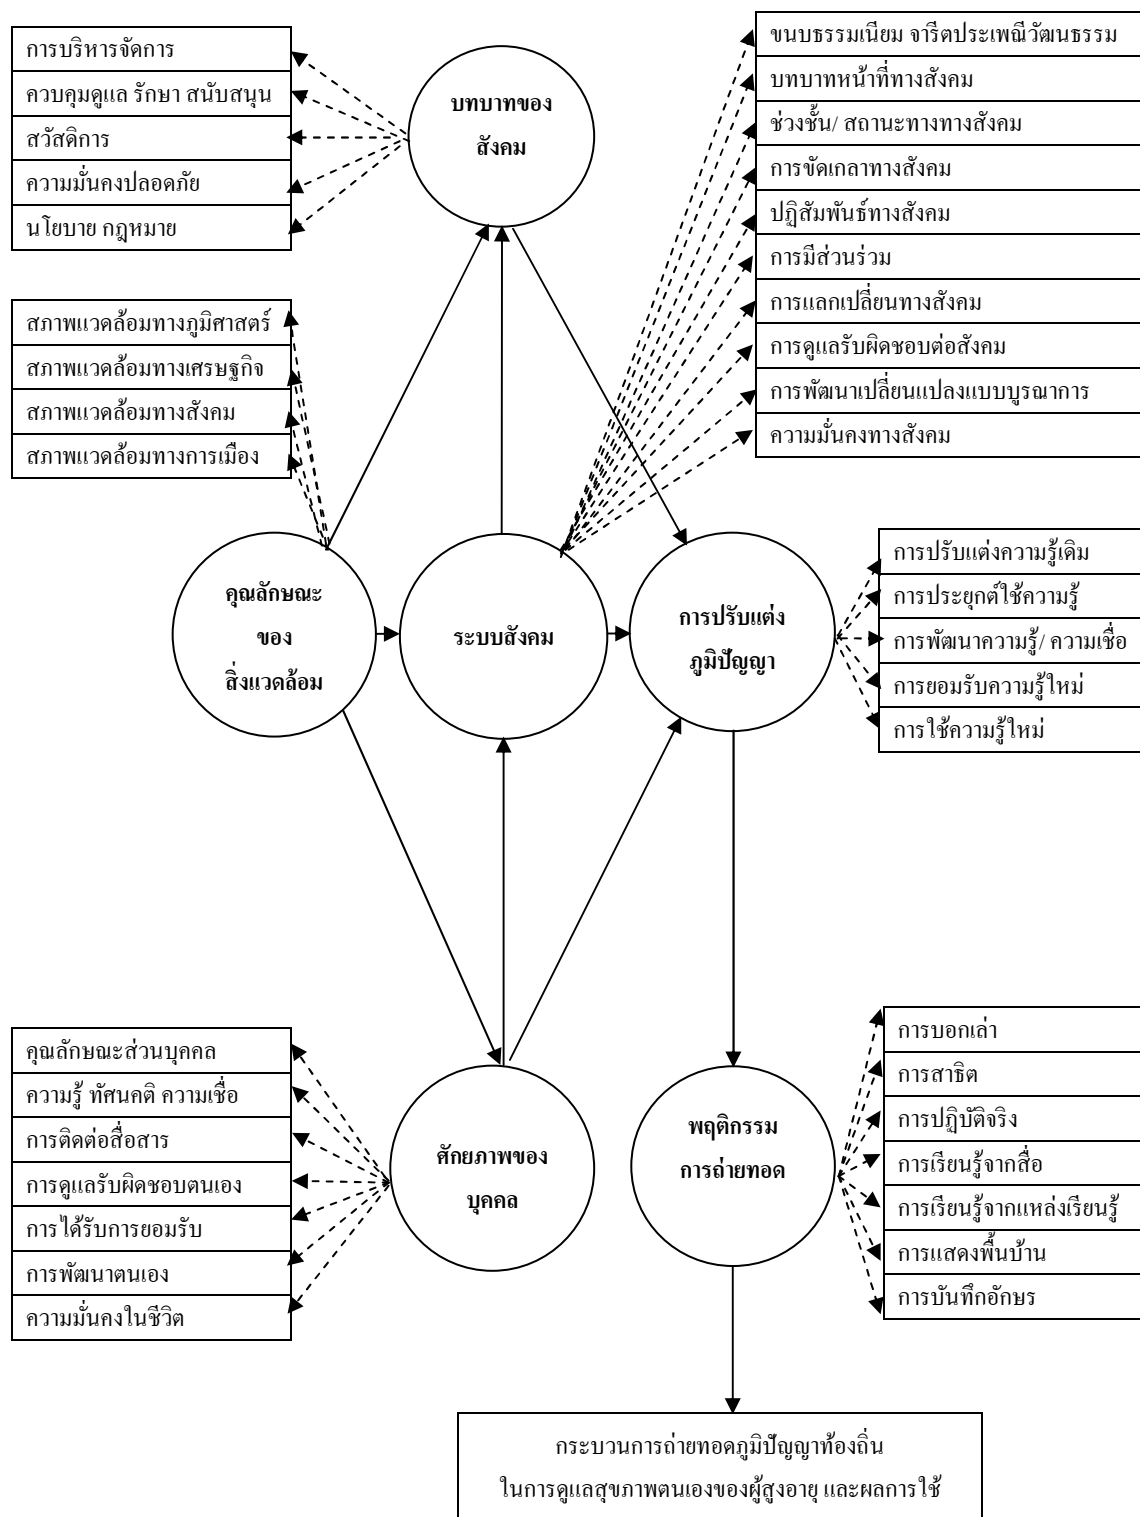 การบริหารจัดการ
ควบคุมดูแล รักษา สนับสนุน
สวัสดิการ
ความมั่นคงปลอดภัย
นโยบาย กฎหมาย
บทบาทของ
สังคม
ขนบธรรมเนียม จารีตประเพณีวัฒนธรรม
บทบาทหน้าที่ทางสังคม
ช่วงชั้น/ สถานะทางทางสังคม
การขัดเกลาทางสังคม
ปฏิสัมพันธ์ทางสังคม
การมีส่วนร่วม
การแลกเปลี่ยนทางสังคม
การดูแลรับผิดชอบต่อสังคม
การพัฒนาเปลี่ยนแปลงแบบบูรณาการ
ความมั่นคงทางสังคม
สภาพแวดล้อมทางภูมิศาสตร์
สภาพแวดล้อมทางเศรษฐกิจ
สภาพแวดล้อมทางสังคม
สภาพแวดล้อมทางการเมือง
คุณลักษณะ
ของ
สิ่งแวดล้อม
ระบบสังคม
การปรับแต่ง
ภูมิปัญญา
การปรับแต่งความรู้เดิม
การประยุกต์ใช้ความรู้
การพัฒนาความรู้/ ความเชื่อ
การยอมรับความรู้ใหม่
การใช้ความรู้ใหม่
คุณลักษณะส่วนบุคคล
ความรู้ ทัศนคติ ความเชื่อ
การติดต่อสื่อสาร
การดูแลรับผิดชอบตนเอง
การได้รับการยอมรับ
การพัฒนาตนเอง
ความมั่นคงในชีวิต
ศักยภาพของ
บุคคล
พฤติกรรม
การถ่ายทอด
การบอกเล่า
การสาธิต
การปฏิบัติจริง
การเรียนรู้จากสื่อ
การเรียนรู้จากแหล่งเรียนรู้
การแสดงพื้นบ้าน
การบันทึกอักษร
กระบวนการถ่ายทอดภูมิปัญญาท้องถิ่น
ในการดูแลสุขภาพตนเองของผู้สูงอายุ และผลการใช้